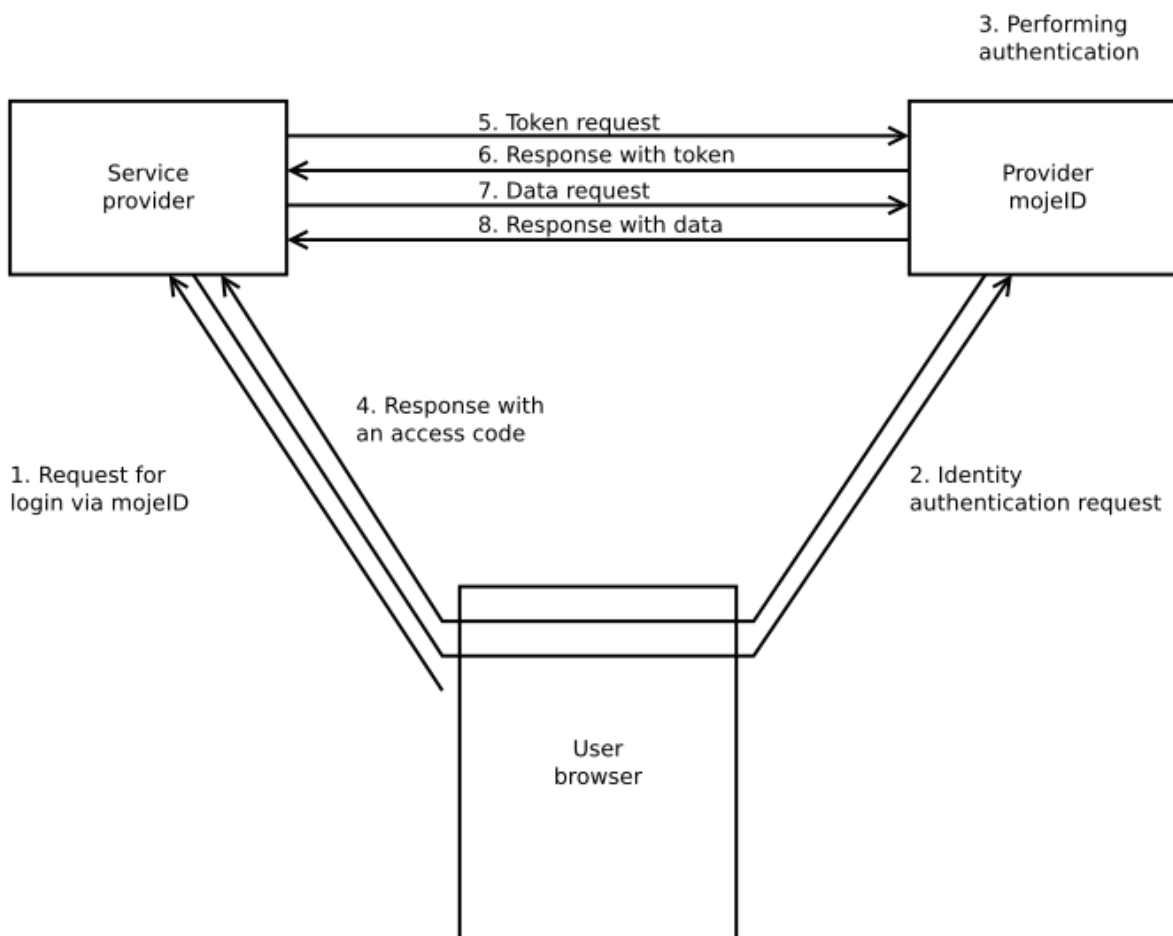 3. Performing
authentication
Service
provider
5. Token request
6. Response with token
7. Data request
8. Response with data
Provider
mojeID
4. Response with
an access code
1. Request for
login via mojeID
2. Identity
authentication request
User
browser